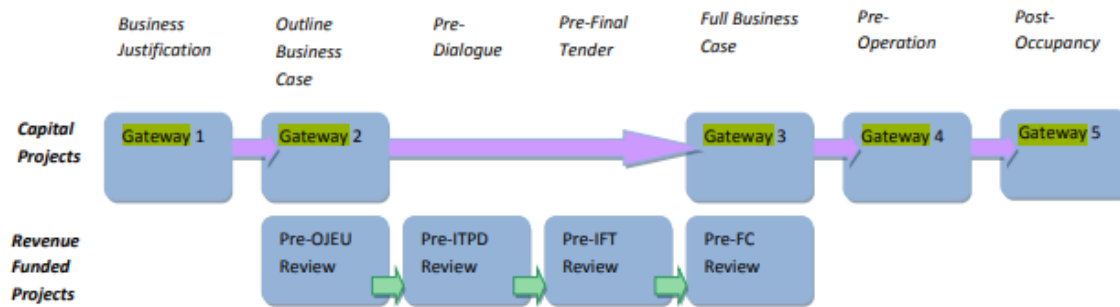 Business
Justification
Outline
Business
Case
Pre-
Dialogue
Pre-Final
Tender
Full Business
Case
Pre-
Operation
Post-
Occupancy
Capital
Projects
Gateway 1
Gateway 2
Gateway 3
Gateway 4
Gateway 5
Revenue
Funded
Projects
Pre-OJEU
Review
Pre-ITPD
Review
Pre-IFT
Review
Pre-FC
Review